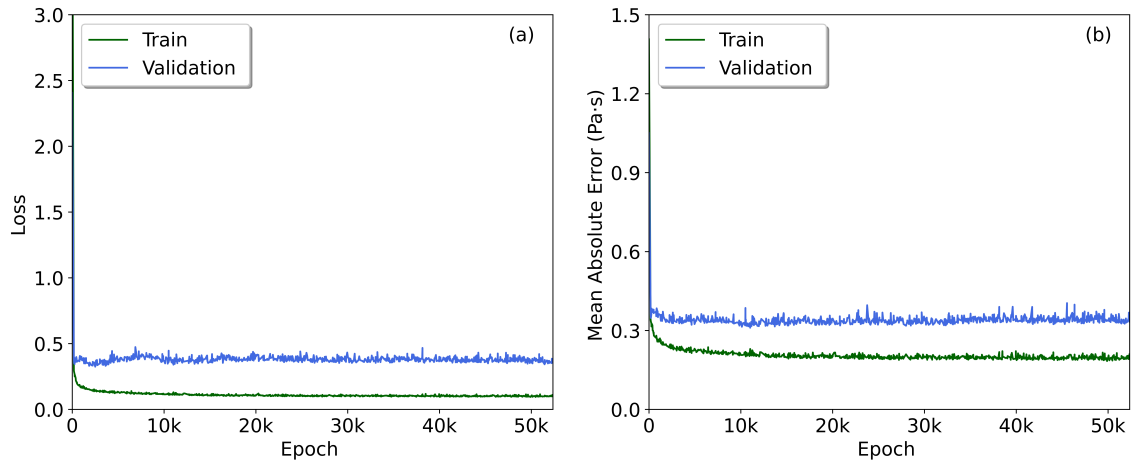 (a)
Train
Validation
Loss
3.0
2.5
2.0
1.5
1.0
0.5
0.0
0 10k 20k 30k 40k 50k
Epoch
(b)
Train
Validation
Mean Absolute Error (Pa·s)
1.5
1.2
0.9
0.6
0.3
0.0
0 10k 20k 30k 40k 50k
Epoch